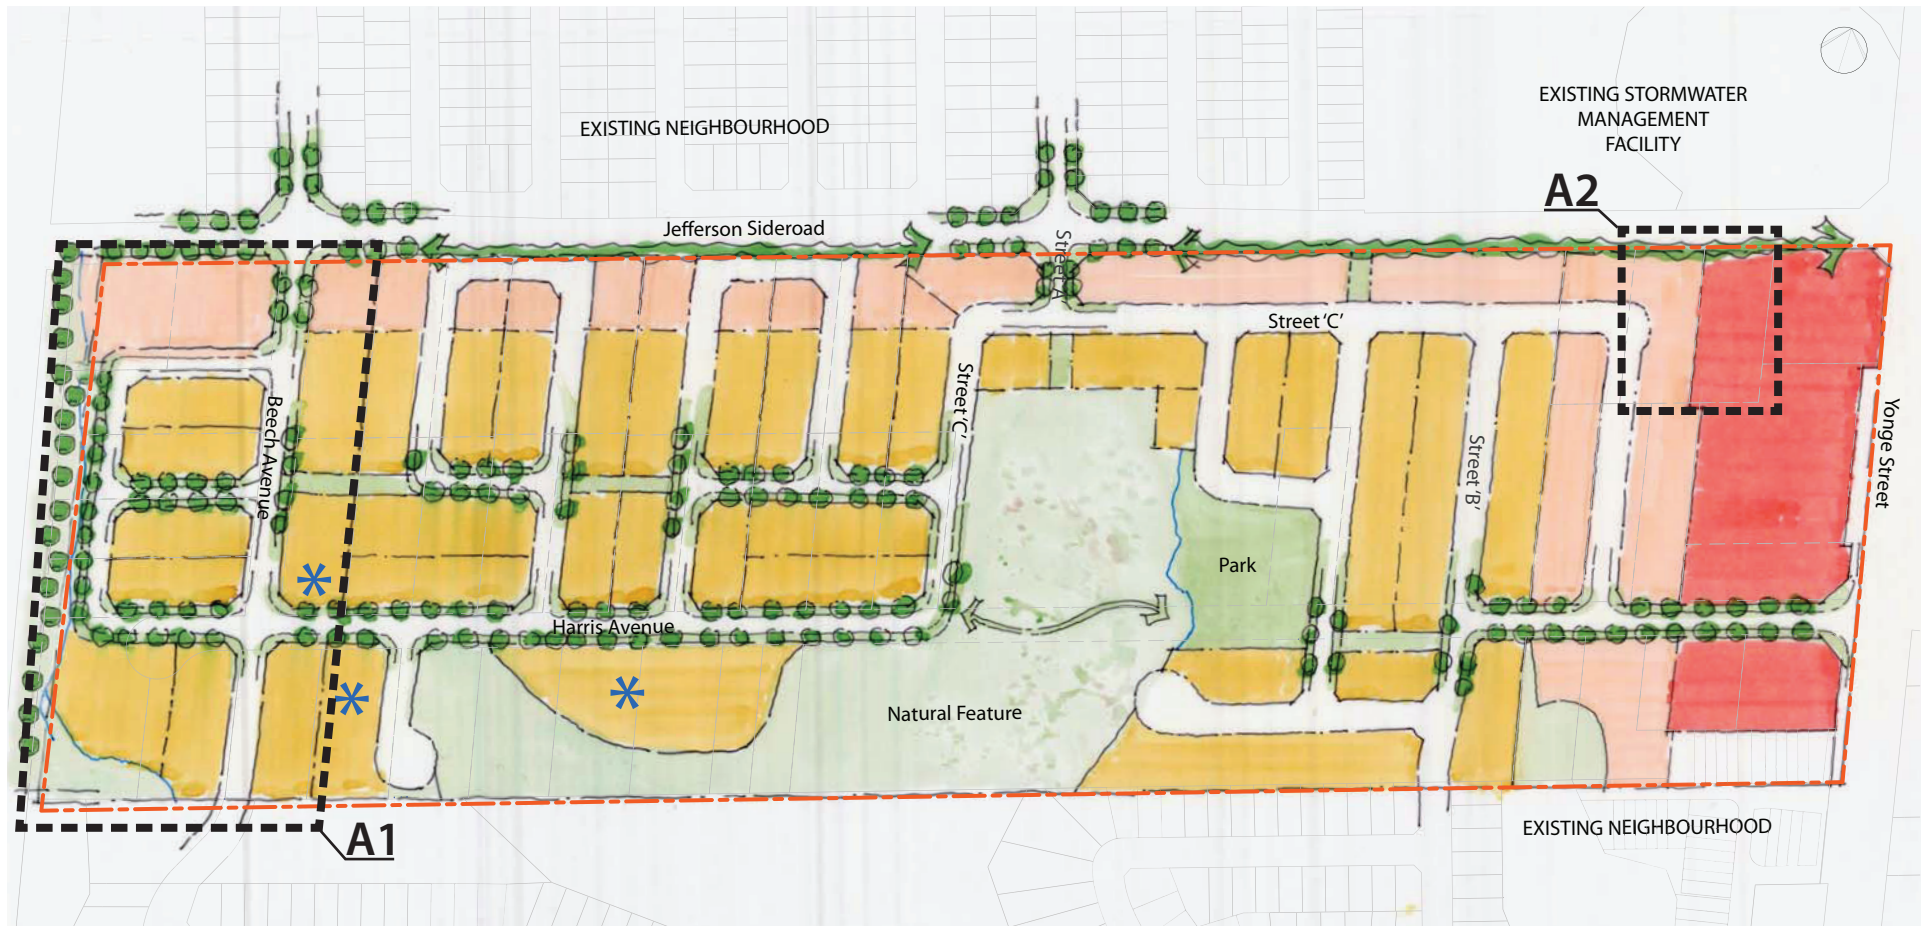 EXISTING STORMWATER
MANAGEMENT
FACILITY
EXISTING NEIGHBOURHOOD
A2
Jefferson Sideroad
Street 'A'
Street 'C'
Street 'C'
Beech Avenue
Yonge Street
Street 'B'
Park
Harris Avenue
Natural Feature
A1
EXISTING NEIGHBOURHOOD